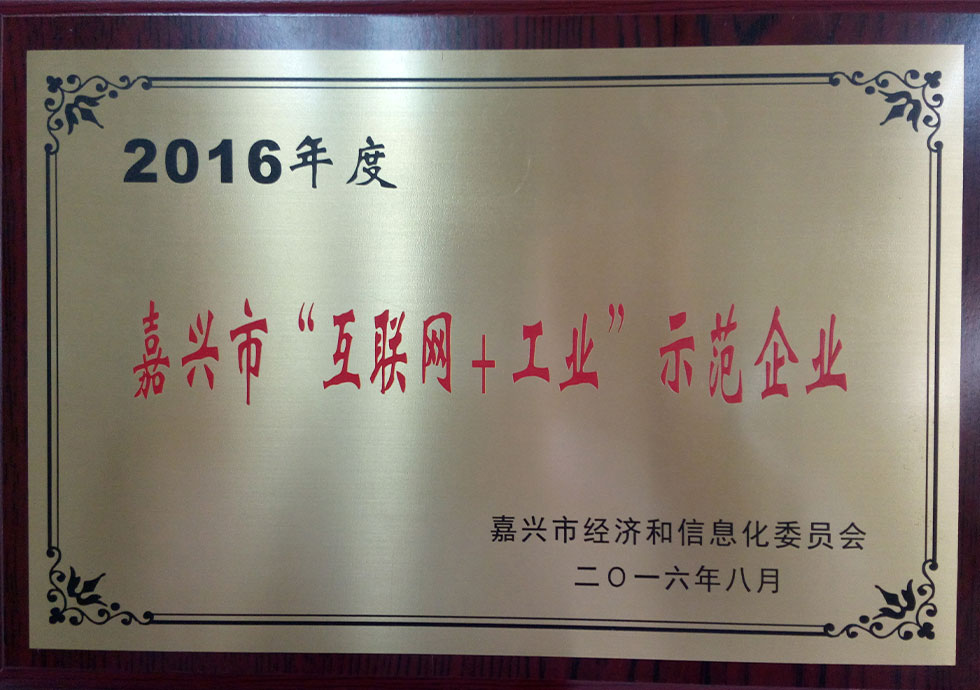 2016年度
嘉兴市“互联网+工业”示范企业
嘉兴市经济和信息化委员会
二〇一六年八月